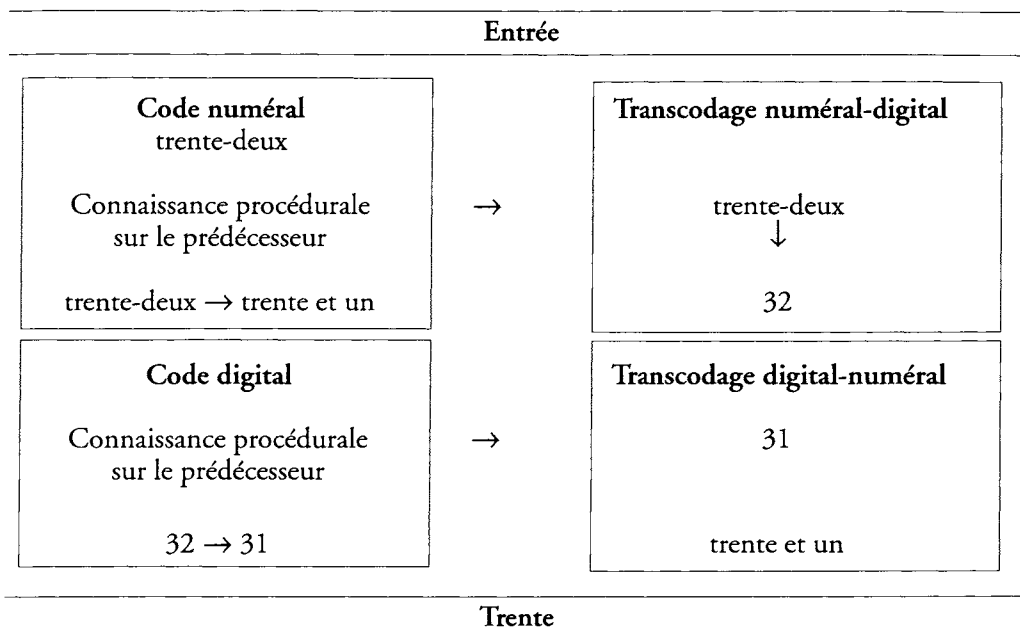 Entrée
Code numéral
trente-deux
Connaissance procédurale
sur le prédécesseur
trente-deux → trente et un
→
Transcodage numéral-digital
trente-deux
↓
32
Code digital
Connaissance procédurale
sur le prédécesseur
32 → 31
→
Transcodage digital-numéral
31
trente et un
Trente